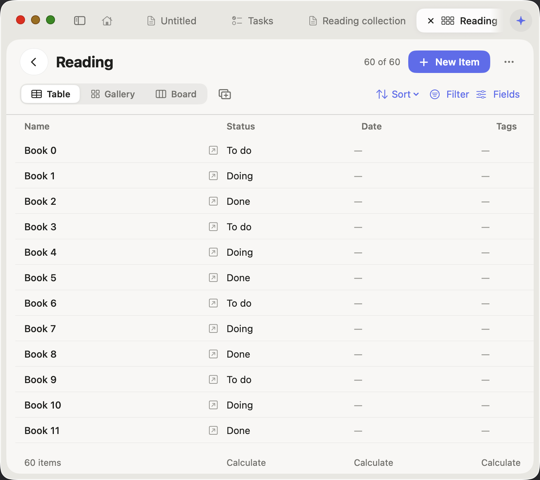 Untitled Tasks Reading collection Reading
Reading 60 of 60 + New Item
Table Gallery Board Sort Filter Fields
Name Status Date Tags
Book 0 To do — —
Book 1 Doing — —
Book 2 Done — —
Book 3 To do — —
Book 4 Doing — —
Book 5 Done — —
Book 6 To do — —
Book 7 Doing — —
Book 8 Done — —
Book 9 To do — —
Book 10 Doing — —
Book 11 Done — —
60 items Calculate Calculate Calculate